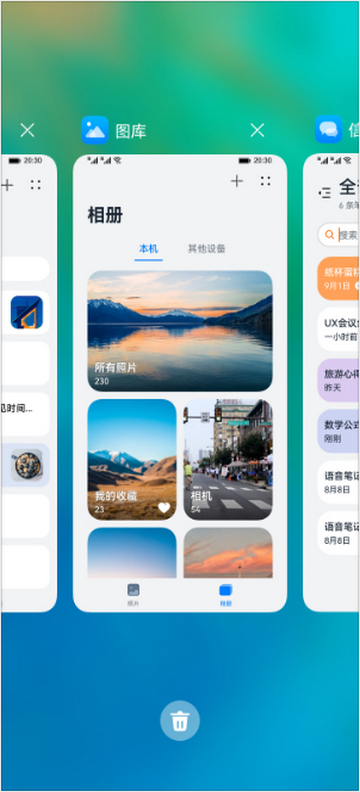 图库
信
20:30
20:30
相册
本机
其他设备
所有照片
230
我的收藏
23
相机
54
照片
相册
见时间...
全
6 条笔
搜索
纸杯蛋糕
9月1日
UX会议
一小时前
旅游心得
昨天
数学公式
刚刚
语音笔记
8月8日
语音笔记
8月8日